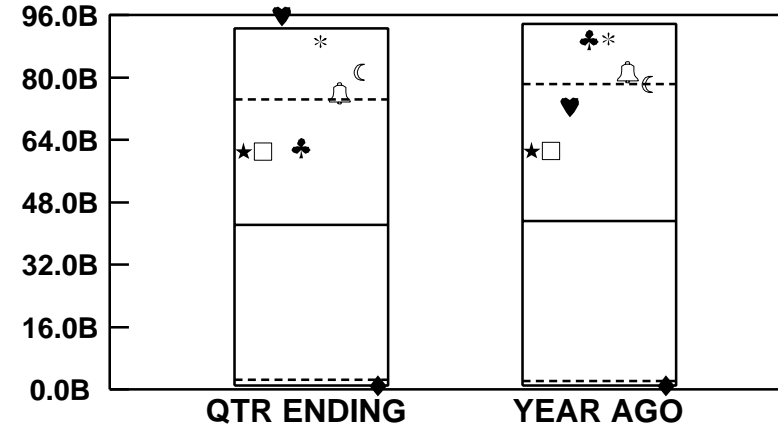 96.0B
80.0B
64.0B
48.0B
32.0B
16.0B
0.0B
QTR ENDING YEAR AGO